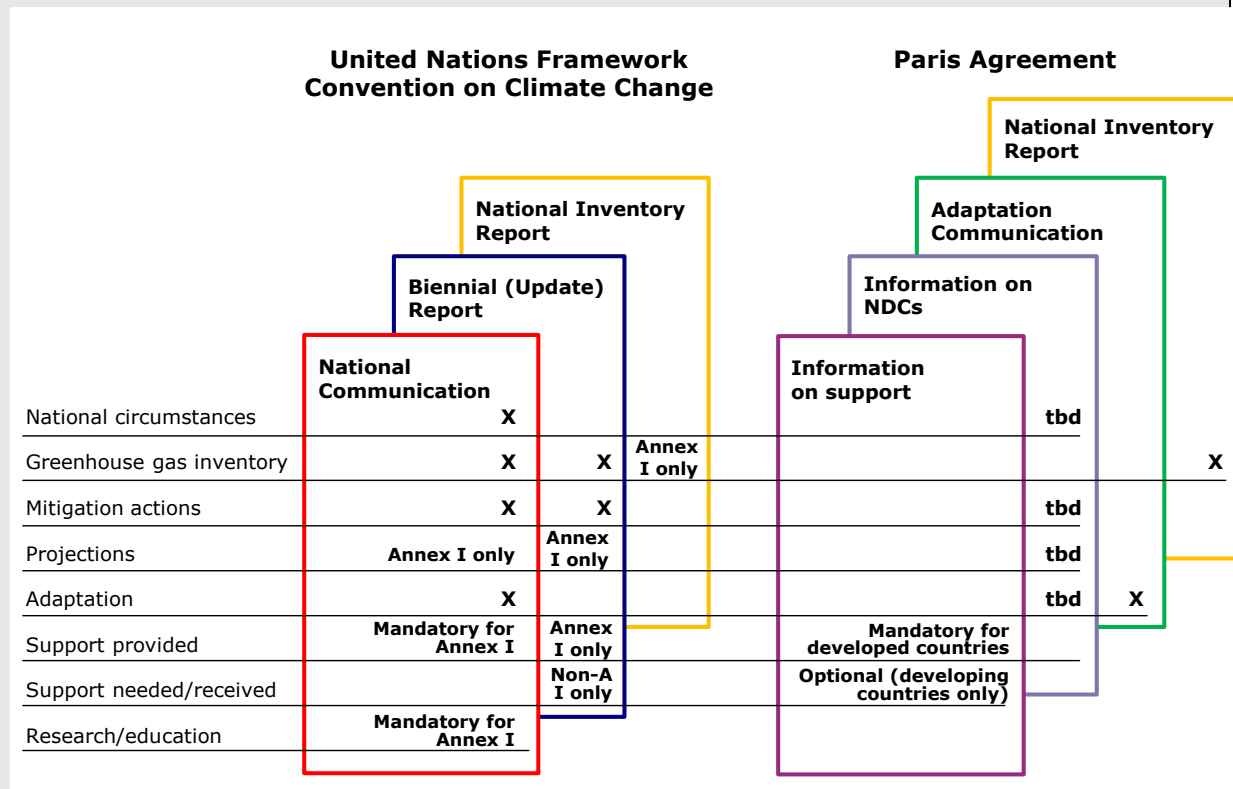 United Nations Framework
Convention on Climate Change
Paris Agreement
National Inventory
Report
Biennial (Update)
Report
National
Communication
National Inventory
Report
Adaptation
Communication
Information on
NDCs
Information
on support
National circumstances X tbd
Greenhouse gas inventory X X Annex
I only X
Mitigation actions X X tbd
Projections Annex I only Annex
I only tbd
Adaptation X tbd X
Support provided Mandatory for
Annex I Annex
I only Mandatory for
developed countries
Support needed/received Non-A
I only Optional (developing
countries only)
Research/education Mandatory for
Annex I